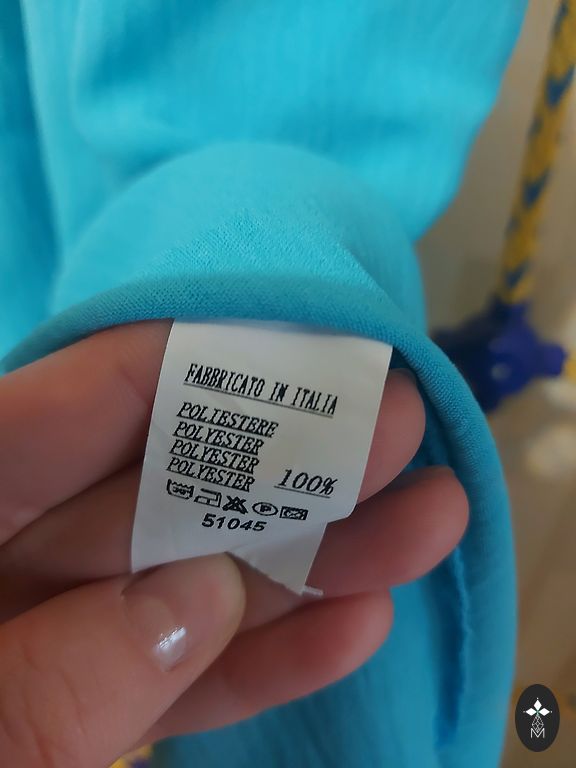 FABBRICATO IN ITALIA
POLIESTERE
POLYESTER
POLYESTER
POLYESTER 100%
P
51045
M